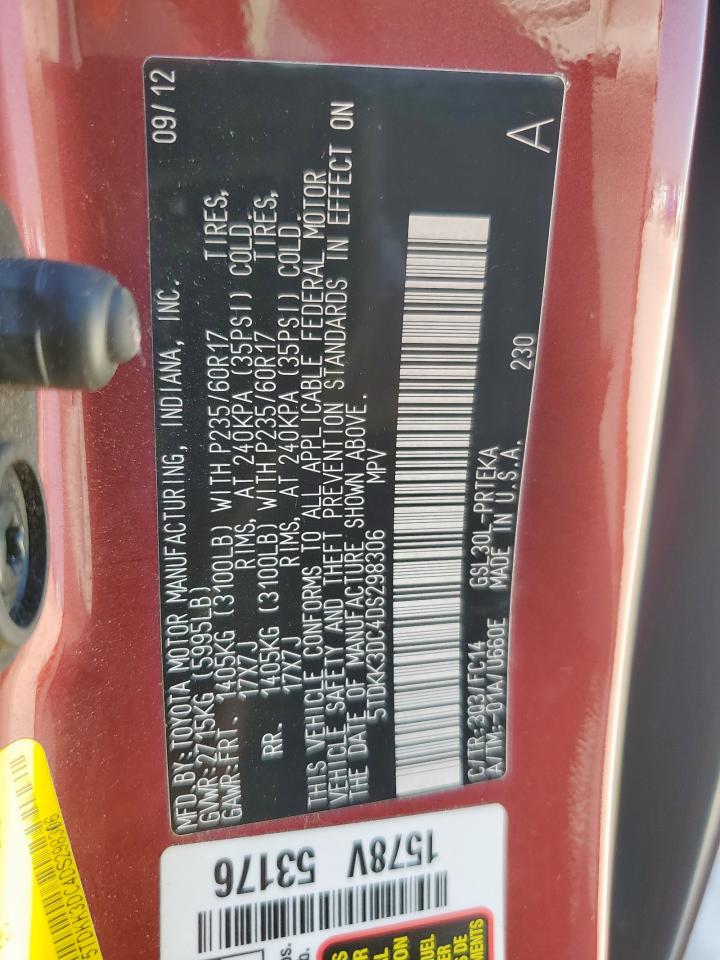 MFD.BY:TOYOTA MOTOR MANUFACTURING, INDIANA, INC. 09/12
GVWR:2715KG (5995LB)
GAWR:FRT. 1405KG (3100LB) WITH P235/60R17 TIRES,
17X7J RIMS, AT 240KPA (35PSI) COLD.
RR. 1405KG (3100LB) WITH P235/60R17 TIRES,
17X7J RIMS, AT 240KPA (35PSI) COLD.
THIS VEHICLE CONFORMS TO ALL APPLICABLE FEDERAL MOTOR
VEHICLE SAFETY AND THEFT PREVENTION STANDARDS IN EFFECT ON
THE DATE OF MANUFACTURE SHOWN ABOVE.
5TDKK3DC4DS298306 MPV
C/TR:3Q3/FC14 GSL30L-PRTEKA 230
A/TM:-01A/U660E MADE IN U.S.A. A
1578V
53176
5TDKK3DC4DS298306